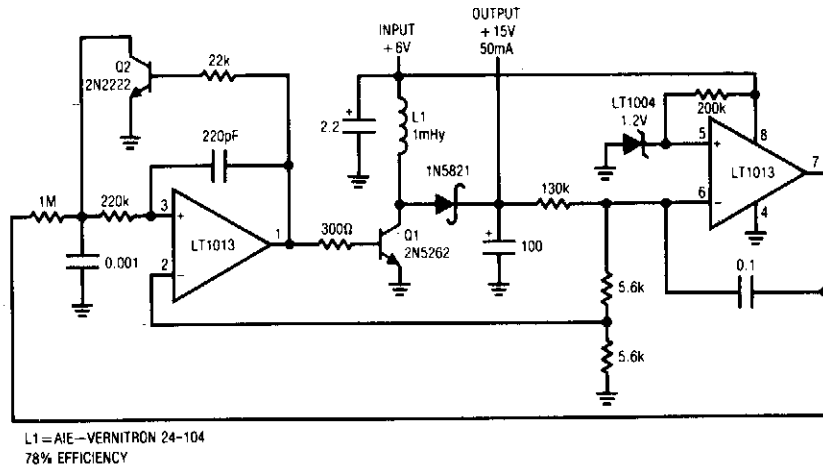 INPUT
+6V
OUTPUT
+15V
50mA
Q2
2N2222
22k
220pF
2.2
+
L1
1mHy
1N5821
LT1004
1.2V
200k
5
+
8
LT1013
7
6
−
4
1M
220k
3
+
LT1013
1
2
−
0.001
300Ω
Q1
2N5262
130k
+
100
5.6k
5.6k
0.1
L1=AIE–VERNITRON 24-104
78% EFFICIENCY